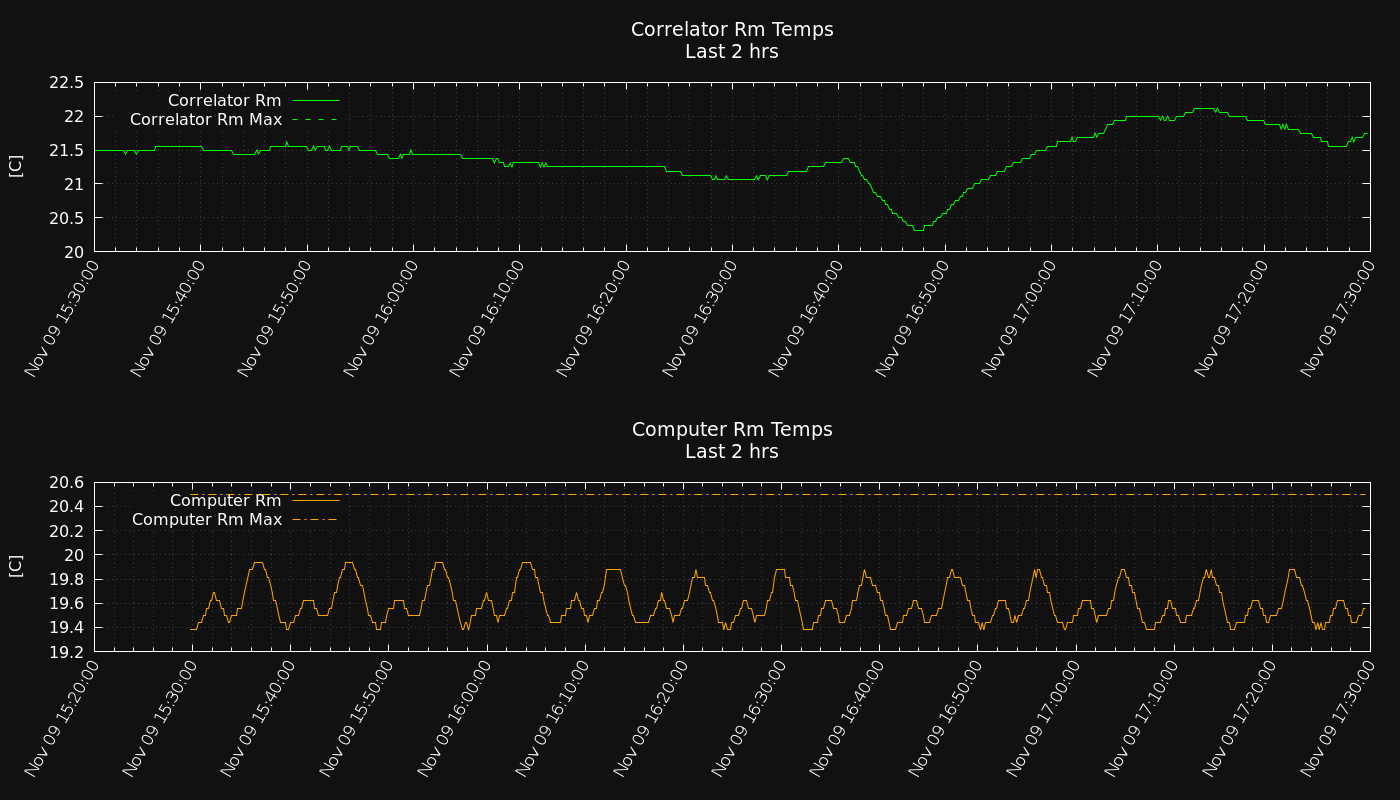 Correlator Rm Temps
Last 2 hrs
22.5
22
21.5
21
20.5
20
[C]
Correlator Rm
Correlator Rm Max
Nov 09 15:30:00
Nov 09 15:40:00
Nov 09 15:50:00
Nov 09 16:00:00
Nov 09 16:10:00
Nov 09 16:20:00
Nov 09 16:30:00
Nov 09 16:40:00
Nov 09 16:50:00
Nov 09 17:00:00
Nov 09 17:10:00
Nov 09 17:20:00
Nov 09 17:30:00
Computer Rm Temps
Last 2 hrs
20.6
20.4
20.2
20
19.8
19.6
19.4
19.2
[C]
Computer Rm
Computer Rm Max
Nov 09 15:20:00
Nov 09 15:30:00
Nov 09 15:40:00
Nov 09 15:50:00
Nov 09 16:00:00
Nov 09 16:10:00
Nov 09 16:20:00
Nov 09 16:30:00
Nov 09 16:40:00
Nov 09 16:50:00
Nov 09 17:00:00
Nov 09 17:10:00
Nov 09 17:20:00
Nov 09 17:30:00